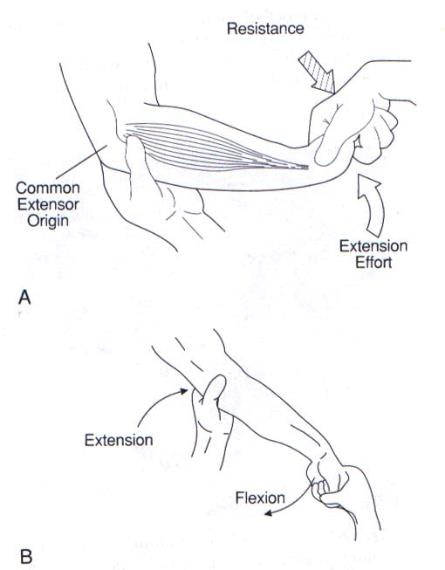 Resistance
Common
Extensor
Origin
Extension
Effort
A
Extension
Flexion
B